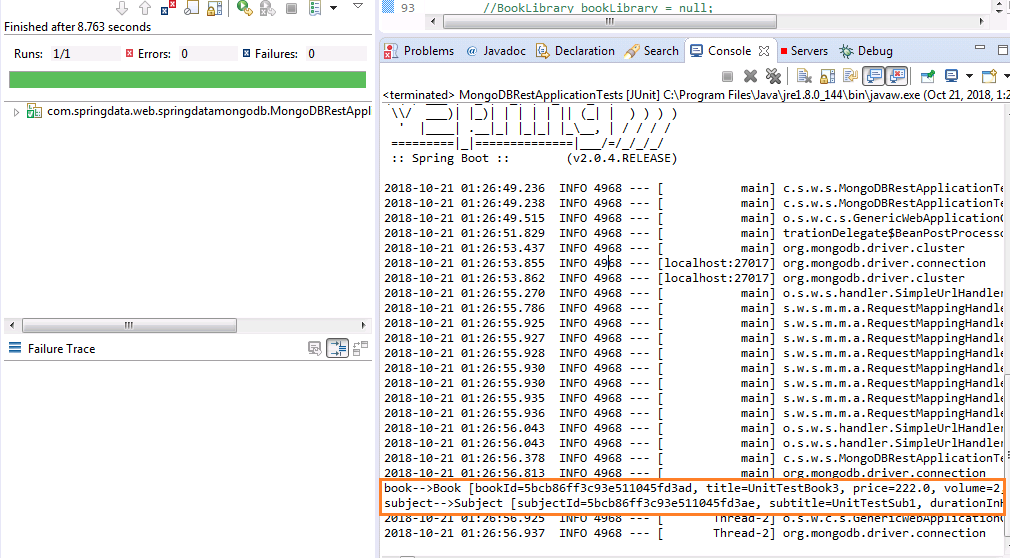 Finished after 8.763 seconds
Runs: 1/1 Errors: 0 Failures: 0
com.springdata.web.springdatamongodb.MongoDBRestAppl
Failure Trace
93 //BookLibrary bookLibrary = null;
Problems @ Javadoc Declaration Search Console Servers Debug
<terminated> MongoDBRestApplicationTests [JUnit] C:\Program Files\Java\jre1.8.0_144\bin\javaw.exe (Oct 21, 2018, 1:2
\\/  ___)| |_)| | | | | || (_| |  ) ) ) )
'  |____| .__|_| |_|_| |_\__, | / / / /
=========|_|==============|___/=/_/_/_/
:: Spring Boot ::        (v2.0.4.RELEASE)
2018-10-21 01:26:49.236  INFO 4968 --- [           main] c.s.w.s.MongoDBRestApplicationTe
2018-10-21 01:26:49.238  INFO 4968 --- [           main] c.s.w.s.MongoDBRestApplicationTe
2018-10-21 01:26:49.515  INFO 4968 --- [           main] o.s.w.c.s.GenericWebApplicationC
2018-10-21 01:26:51.829  INFO 4968 --- [           main] trationDelegate$BeanPostProcesso
2018-10-21 01:26:53.437  INFO 4968 --- [           main] org.mongodb.driver.cluster
2018-10-21 01:26:53.855  INFO 4968 --- [localhost:27017] org.mongodb.driver.connection
2018-10-21 01:26:53.862  INFO 4968 --- [localhost:27017] org.mongodb.driver.cluster
2018-10-21 01:26:55.270  INFO 4968 --- [           main] o.s.w.s.handler.SimpleUrlHandler
2018-10-21 01:26:55.786  INFO 4968 --- [           main] s.w.s.m.m.a.RequestMappingHandle
2018-10-21 01:26:55.925  INFO 4968 --- [           main] s.w.s.m.m.a.RequestMappingHandle
2018-10-21 01:26:55.927  INFO 4968 --- [           main] s.w.s.m.m.a.RequestMappingHandle
2018-10-21 01:26:55.928  INFO 4968 --- [           main] s.w.s.m.m.a.RequestMappingHandle
2018-10-21 01:26:55.930  INFO 4968 --- [           main] s.w.s.m.m.a.RequestMappingHandle
2018-10-21 01:26:55.930  INFO 4968 --- [           main] s.w.s.m.m.a.RequestMappingHandle
2018-10-21 01:26:55.935  INFO 4968 --- [           main] s.w.s.m.m.a.RequestMappingHandle
2018-10-21 01:26:55.936  INFO 4968 --- [           main] s.w.s.m.m.a.RequestMappingHandle
2018-10-21 01:26:56.043  INFO 4968 --- [           main] o.s.w.s.handler.SimpleUrlHandler
2018-10-21 01:26:56.043  INFO 4968 --- [           main] o.s.w.s.handler.SimpleUrlHandler
2018-10-21 01:26:56.378  INFO 4968 --- [           main] c.s.w.s.MongoDBRestApplicationTe
2018-10-21 01:26:56.813  INFO 4968 --- [           main] org.mongodb.driver.connection
book-->Book [bookId=5bcb86ff3c93e511045fd3ad, title=UnitTestBook3, price=222.0, volume=2,
subject-->Subject [subjectId=5bcb86ff3c93e511045fd3ae, subtitle=UnitTestSub1, durationInH
2018-10-21 01:26:56.925  INFO 4968 --- [       Thread-2] o.s.w.c.s.GenericWebApplicationC
2018-10-21 01:26:56.937  INFO 4968 --- [       Thread-2] org.mongodb.driver.connection